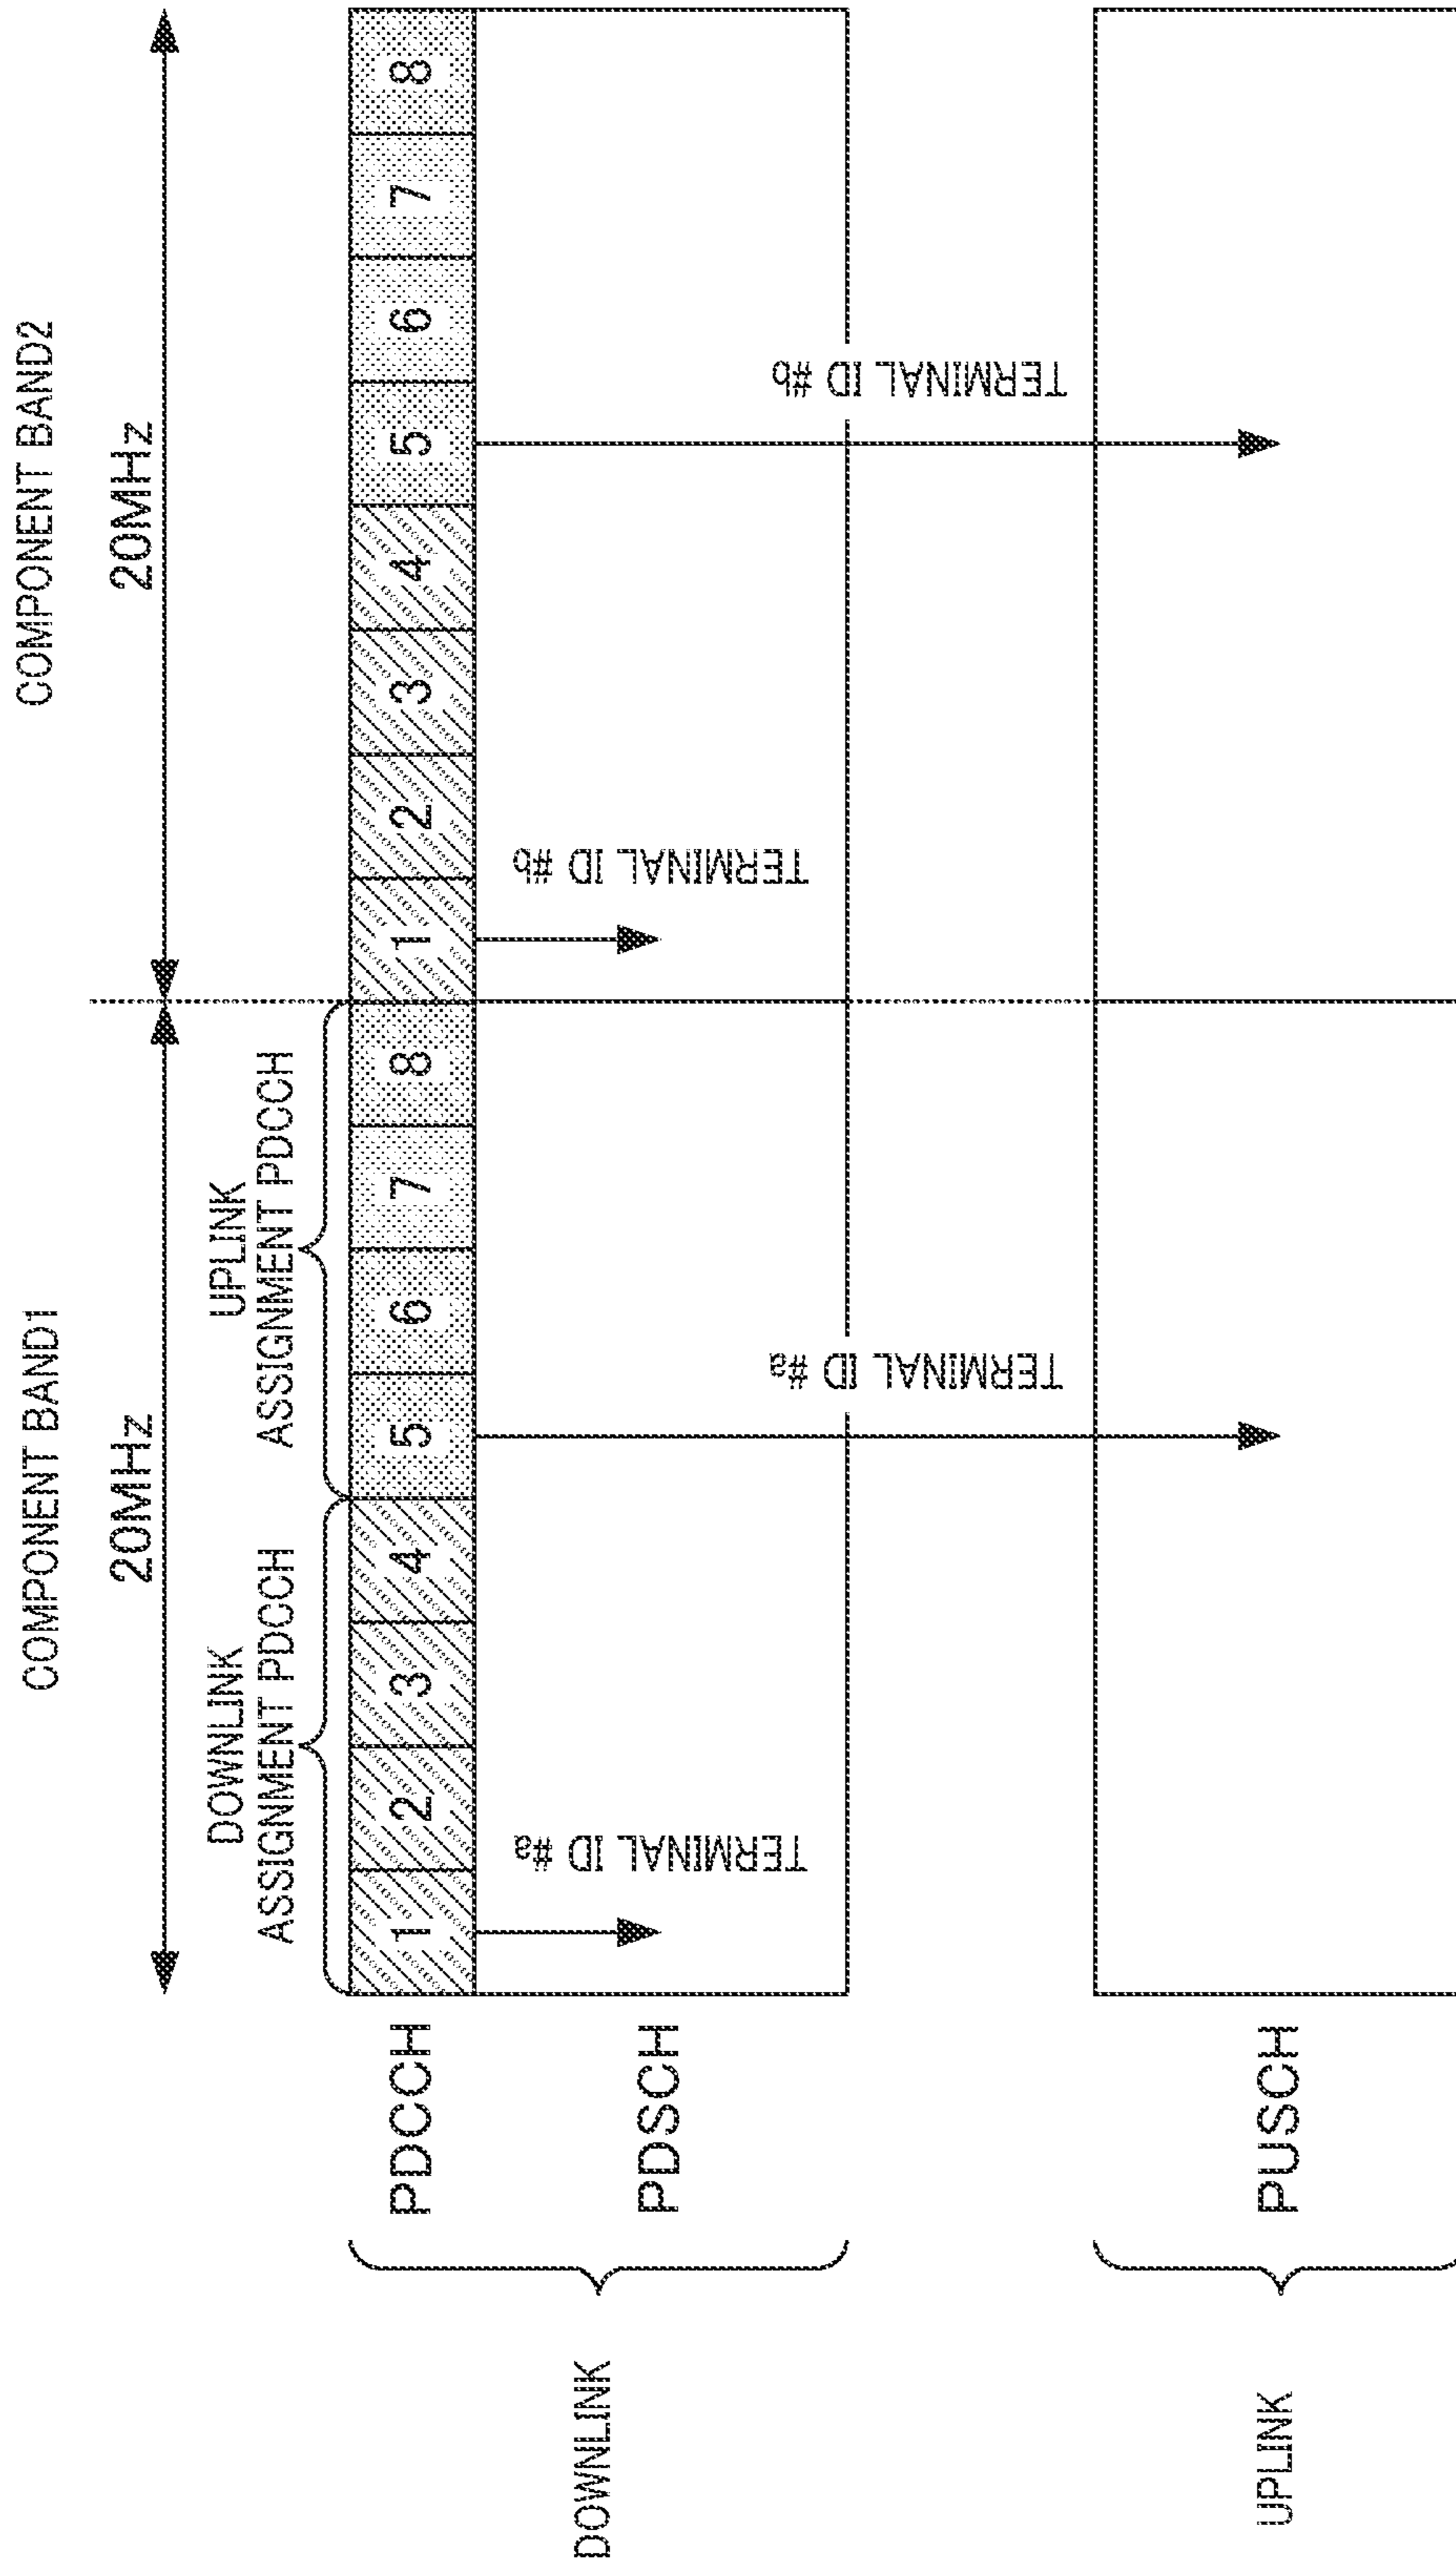 COMPONENT BAND1
COMPONENT BAND2
20MHz
20MHz
DOWNLINK
ASSIGNMENT PDCCH
UPLINK
ASSIGNMENT PDCCH
PDCCH
1 2 3 4 5 6 7 8 1 2 3 4 5 6 7 8
DOWNLINK
PDSCH
TERMINAL ID #a
TERMINAL ID #b
TERMINAL ID #a
TERMINAL ID #b
UPLINK
PUSCH